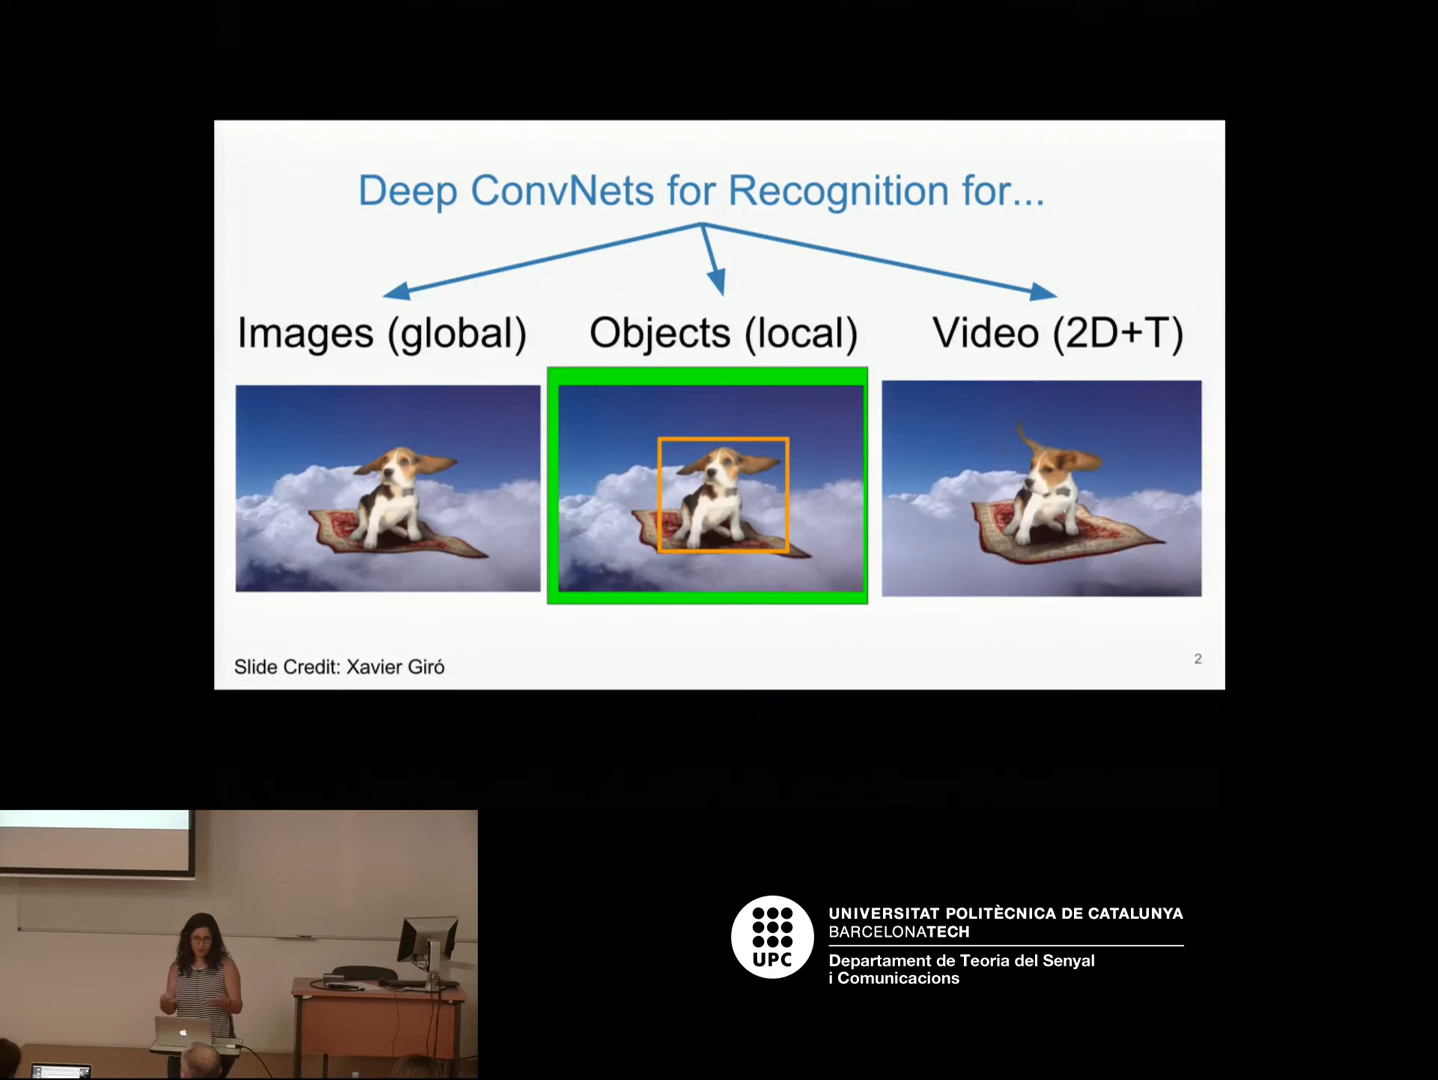 Deep ConvNets for Recognition for...
Images (global)
Objects (local)
Video (2D+T)
Slide Credit: Xavier Giró
2
UPC
UNIVERSITAT POLITÈCNICA DE CATALUNYA
BARCELONATECH
Departament de Teoria del Senyal
i Comunicacions